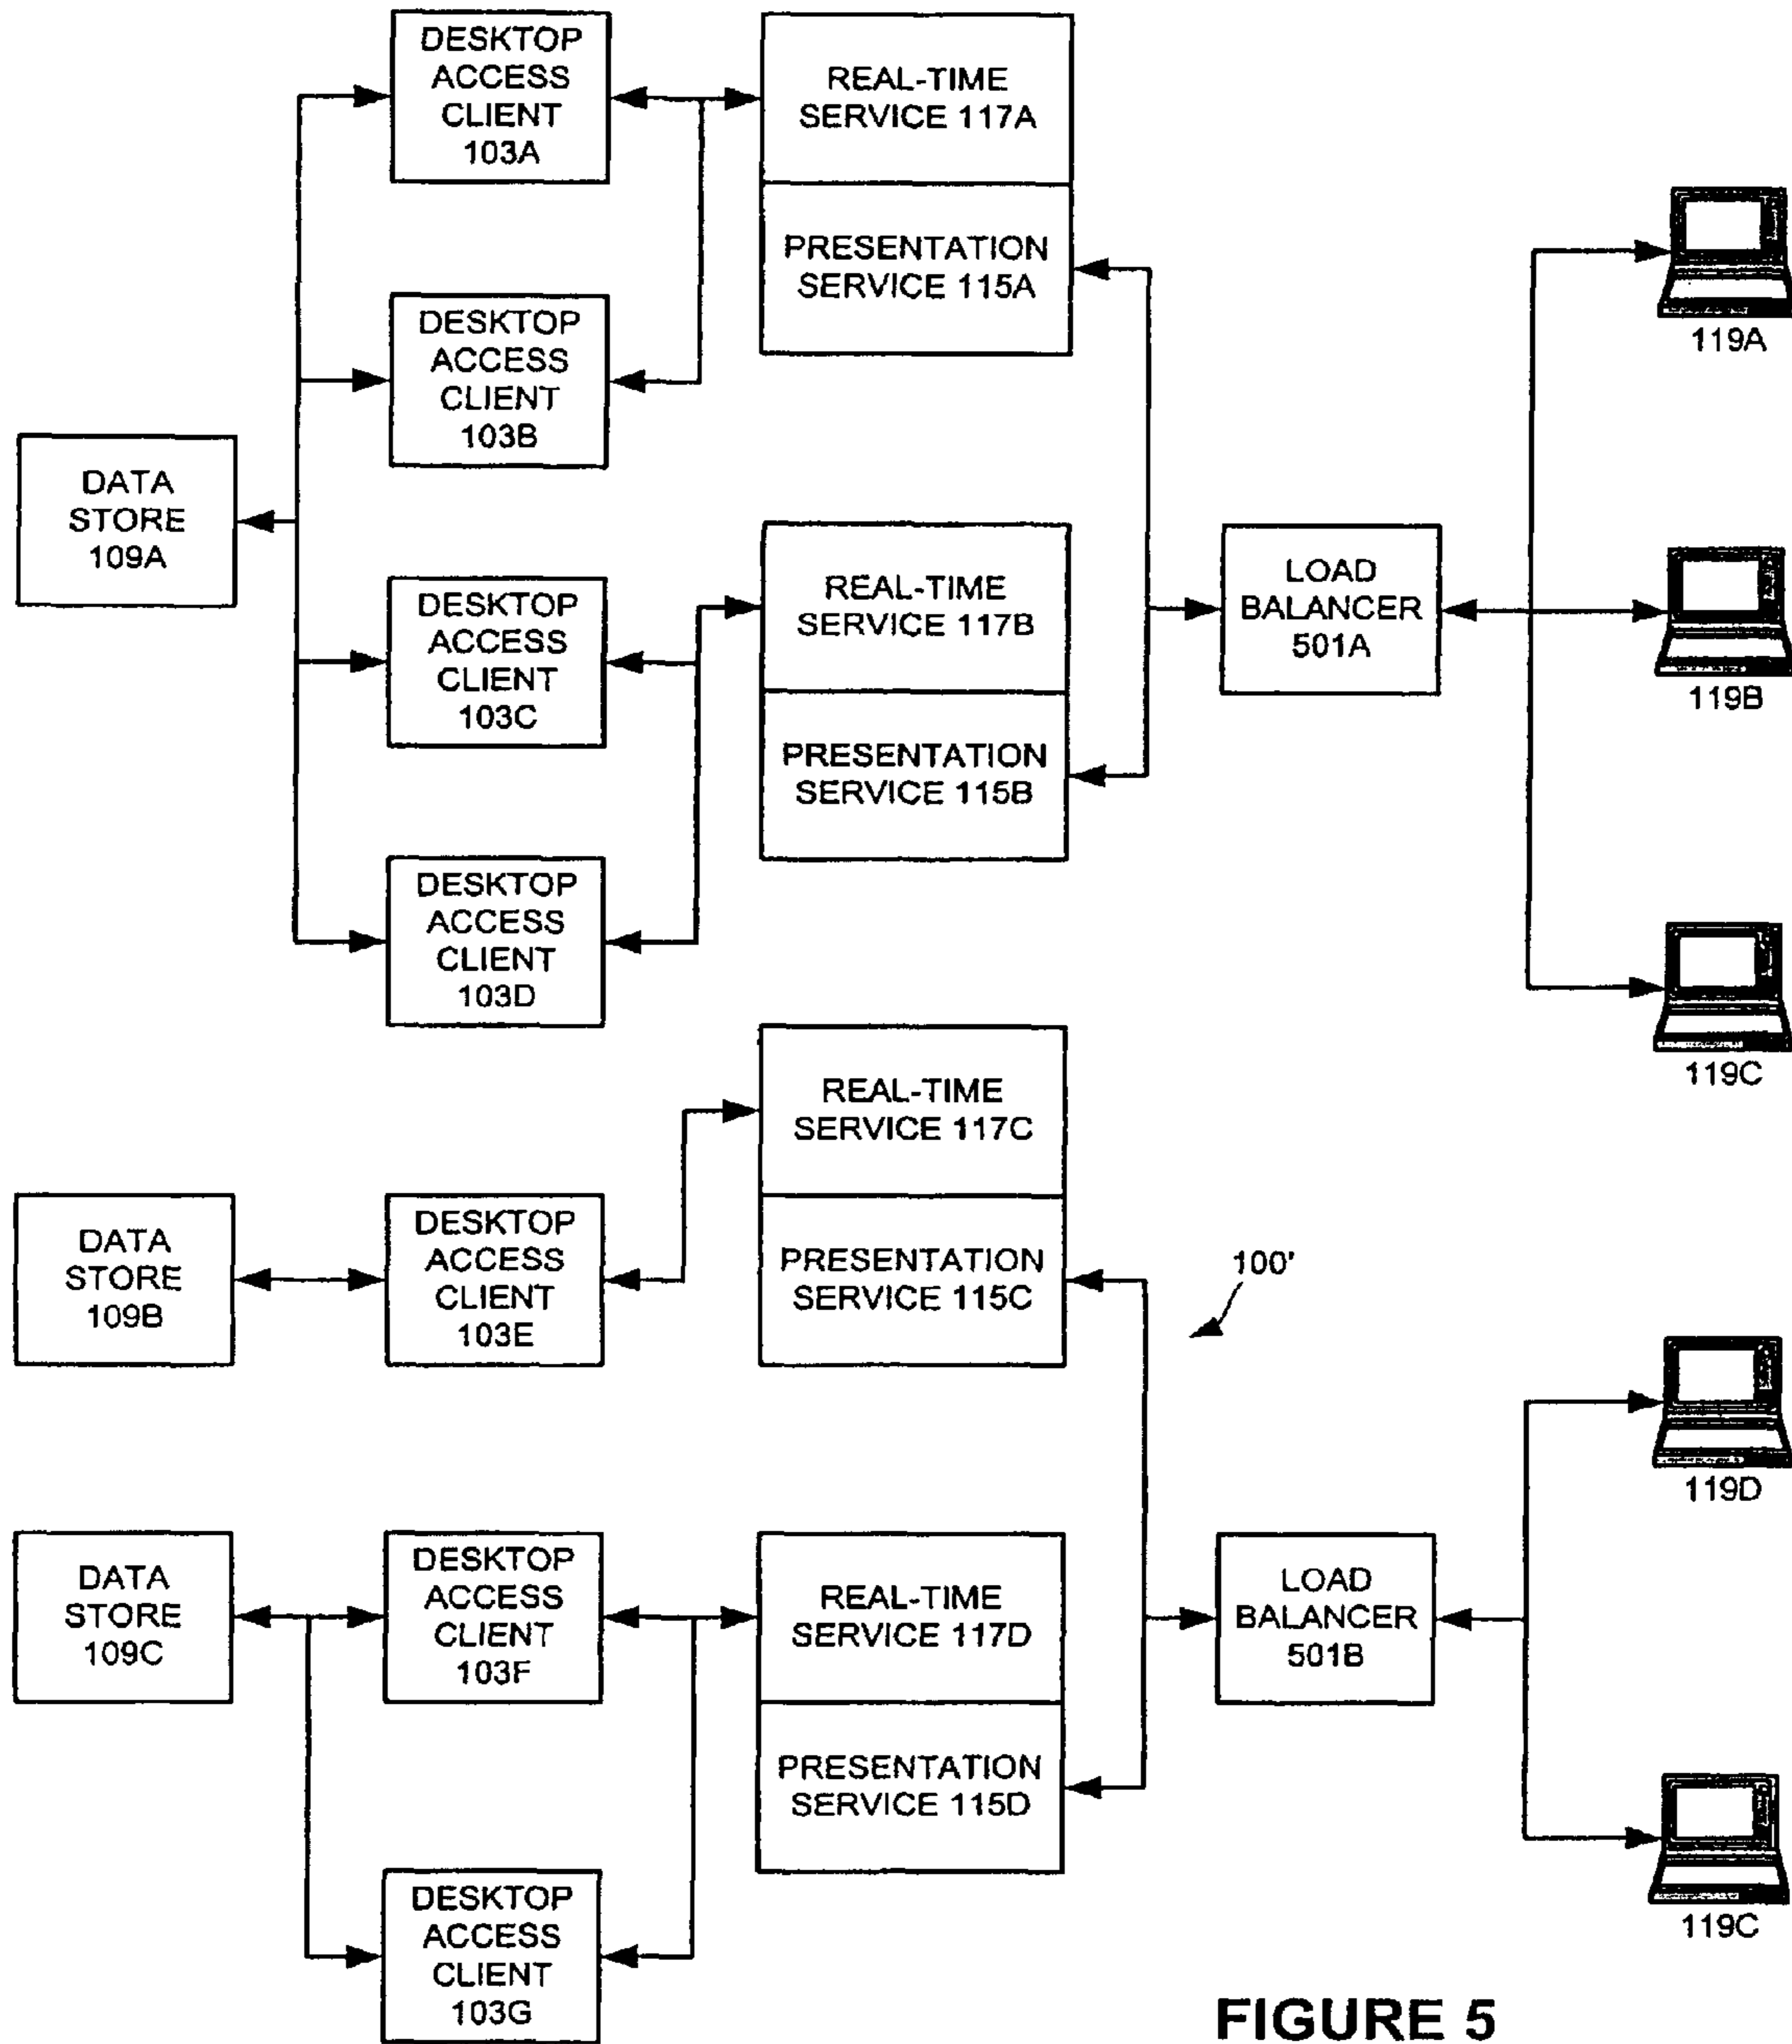 DESKTOP
ACCESS
CLIENT
103A
REAL-TIME
SERVICE 117A
PRESENTATION
SERVICE 115A
119A
DESKTOP
ACCESS
CLIENT
103B
DATA
STORE
109A
DESKTOP
ACCESS
CLIENT
103C
REAL-TIME
SERVICE 117B
PRESENTATION
SERVICE 115B
LOAD
BALANCER
501A
119B
DESKTOP
ACCESS
CLIENT
103D
119C
REAL-TIME
SERVICE 117C
PRESENTATION
SERVICE 115C
DATA
STORE
109B
DESKTOP
ACCESS
CLIENT
103E
100'
119D
DATA
STORE
109C
DESKTOP
ACCESS
CLIENT
103F
REAL-TIME
SERVICE 117D
PRESENTATION
SERVICE 115D
LOAD
BALANCER
501B
119C
DESKTOP
ACCESS
CLIENT
103G
FIGURE 5